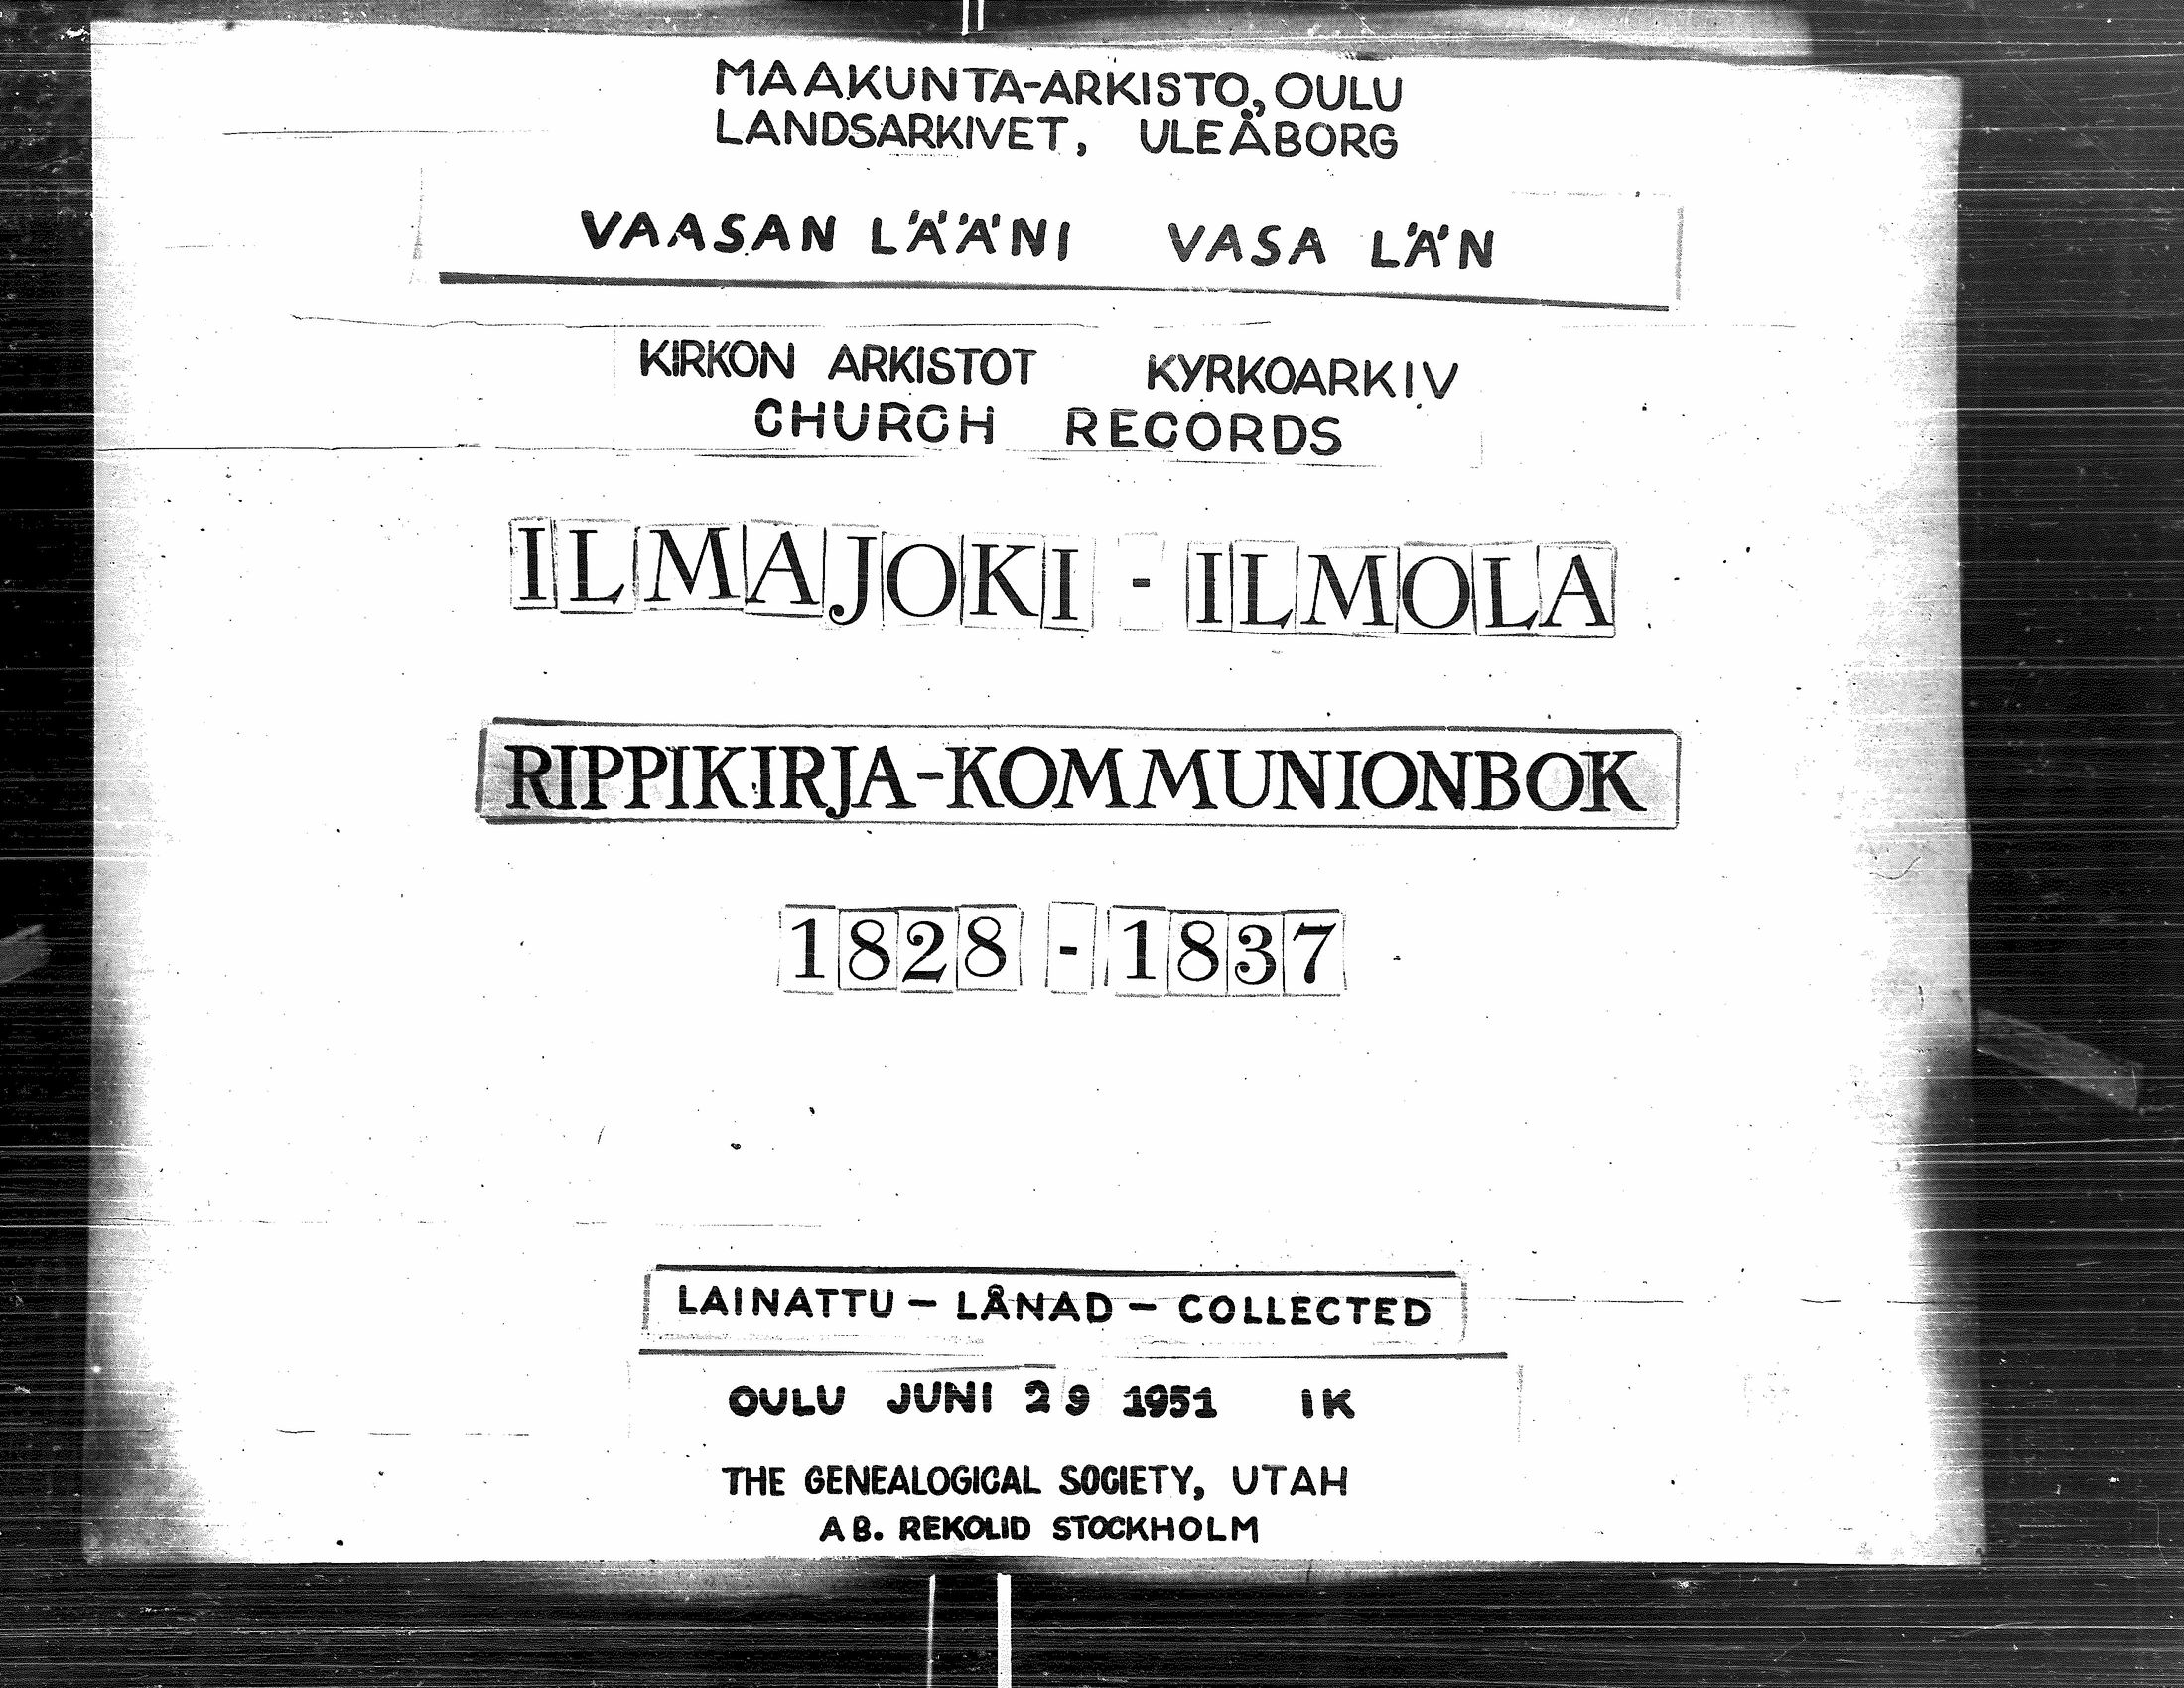 MAAKUNTA-ARKISTO, OULU
LANDSARKIVET, ULEÅBORG
VAASAN LÄÄNI VASA LÄN
KIRKON ARKISTOT KYRKOARKIV
CHURCH RECORDS
ILMAJOKI - ILMOLA
RIPPIKIRJA-KOMMUNIONBOK
1828 - 1837
LAINATTU – LÅNAD – COLLECTED
OULU JUNI 29 1951 IK
THE GENEALOGICAL SOCIETY, UTAH
AB. REKOLID STOCKHOLM